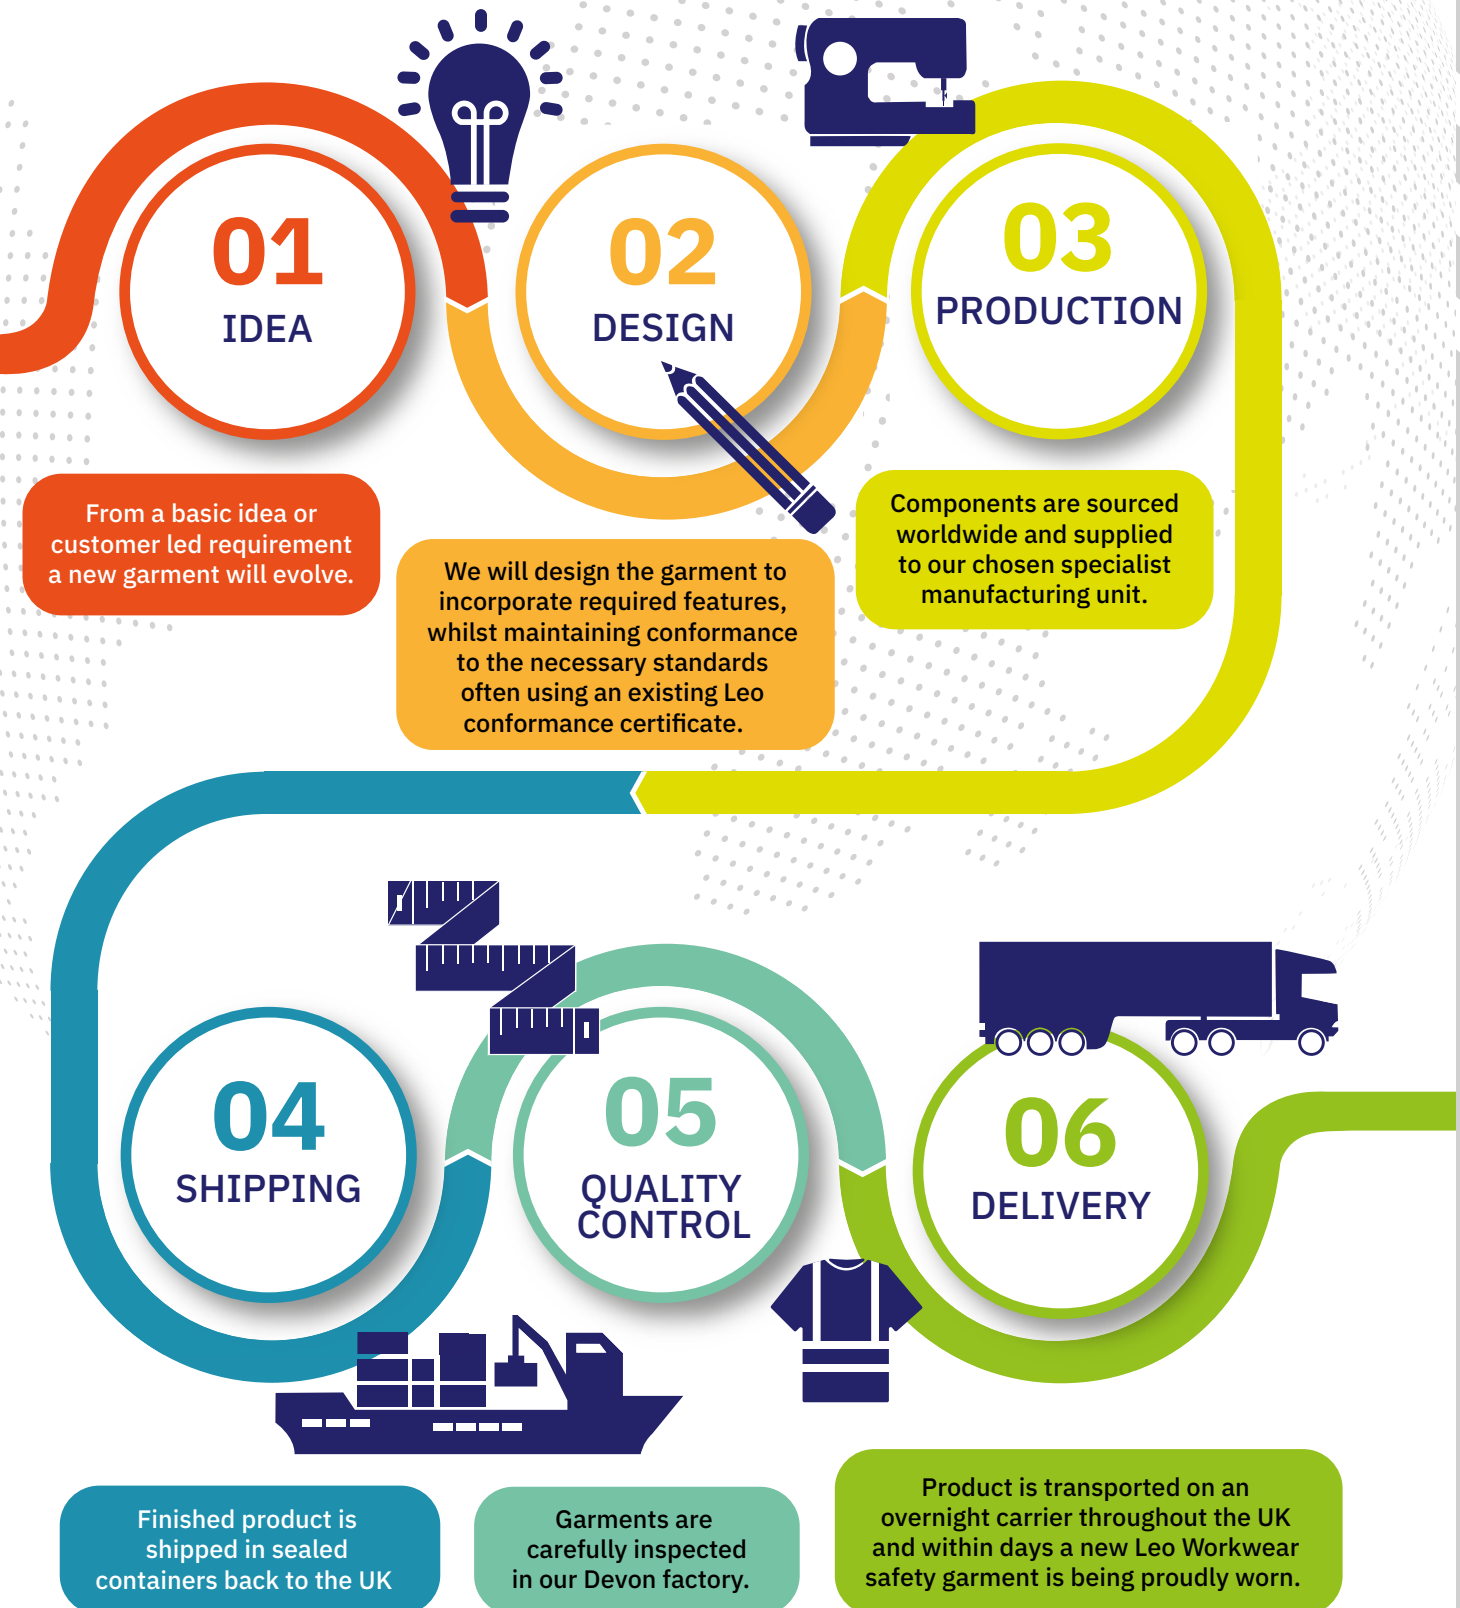 01
IDEA
From a basic idea or
customer led requirement
a new garment will evolve.
02
DESIGN
We will design the garment to
incorporate required features,
whilst maintaining conformance
to the necessary standards
often using an existing Leo
conformance certificate.
03
PRODUCTION
Components are sourced
worldwide and supplied
to our chosen specialist
manufacturing unit.
04
SHIPPING
Finished product is
shipped in sealed
containers back to the UK
05
QUALITY
CONTROL
Garments are
carefully inspected
in our Devon factory.
06
DELIVERY
Product is transported on an
overnight carrier throughout the UK
and within days a new Leo Workwear
safety garment is being proudly worn.